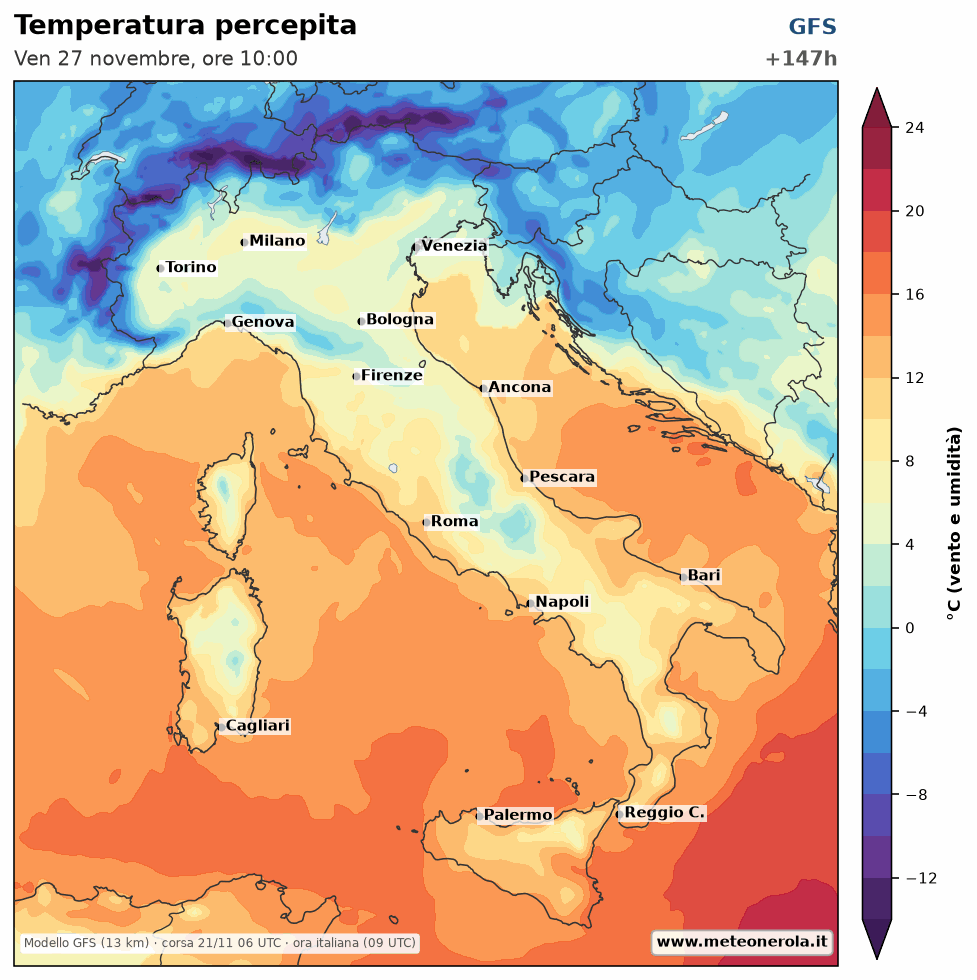 Temperatura percepita
GFS
Ven 27 novembre, ore 10:00
+147h
24
20
16
12
8
4
0
−4
−8
−12
°C (vento e umidità)
Milano
Venezia
Torino
Genova
Bologna
Firenze
Ancona
Pescara
Roma
Bari
Napoli
Cagliari
Palermo
Reggio C.
Modello GFS (13 km) · corsa 21/11 06 UTC · ora italiana (09 UTC)
www.meteonerola.it